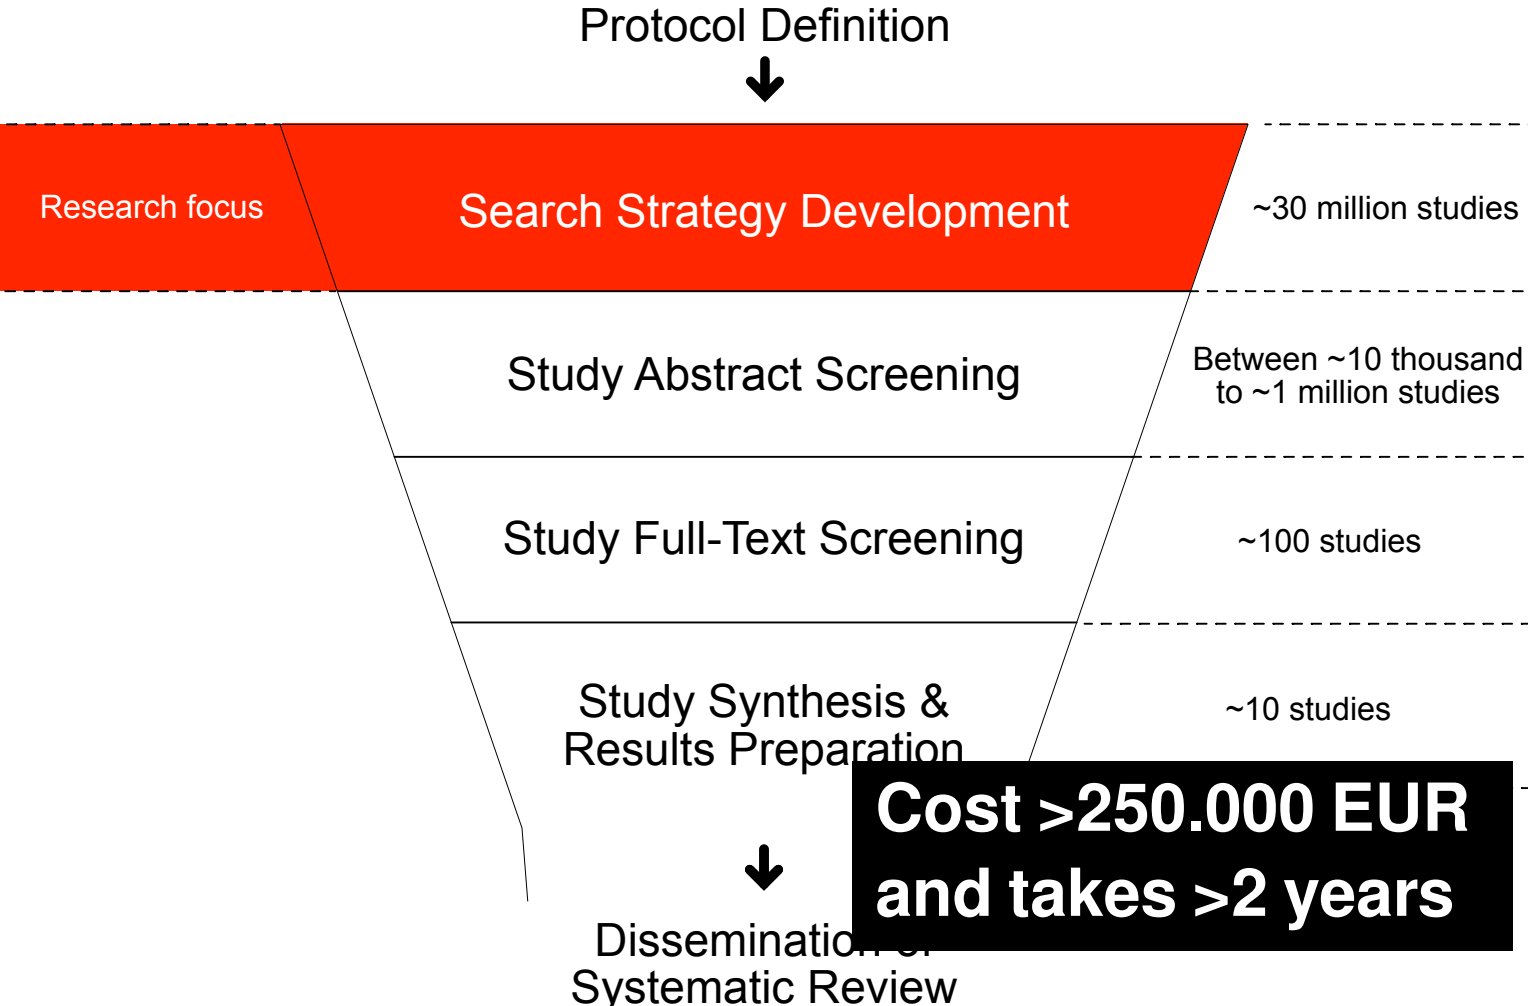 Protocol Definition
Research focus
Search Strategy Development
~30 million studies
Study Abstract Screening
Between ~10 thousand
to ~1 million studies
Study Full-Text Screening
~100 studies
Study Synthesis &
Results Preparation
~10 studies
Cost >250.000 EUR
and takes >2 years
Systematic Review